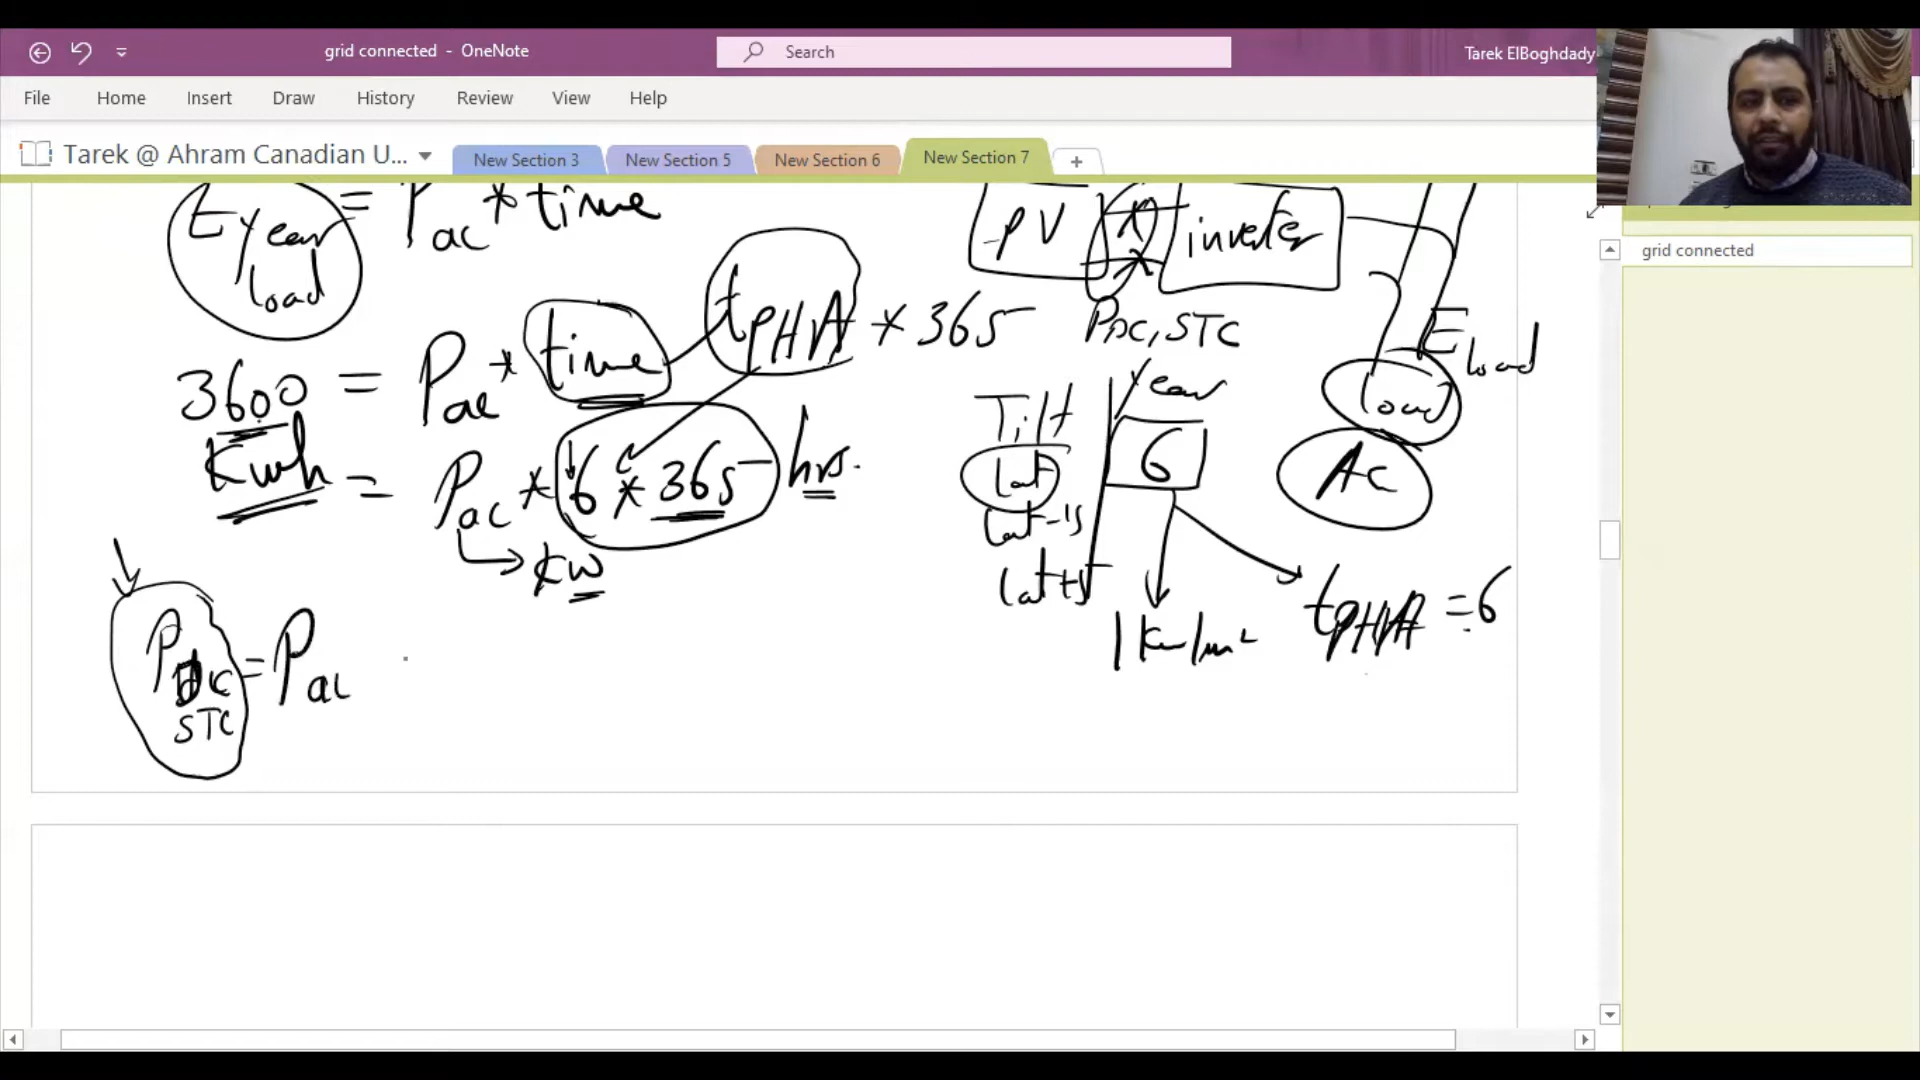 grid connected - OneNote
Search
Tarek ElBoghdady
File Home Insert Draw History Review View Help
Tarek @ Ahram Canadian U...
New Section 3
New Section 5
New Section 6
New Section 7
+
grid connected
E year load = Pac * time
3600 kwh = Pac * time
tPHA * 365
= Pac * 6 * 365 hrs.
kw
PDC STC = Pac
PV
inverter
PDC, STC
E load
load
AC
Year
Tilt
6
lat
lat-15
lat+15
1 kw/m²
tPHA = 6